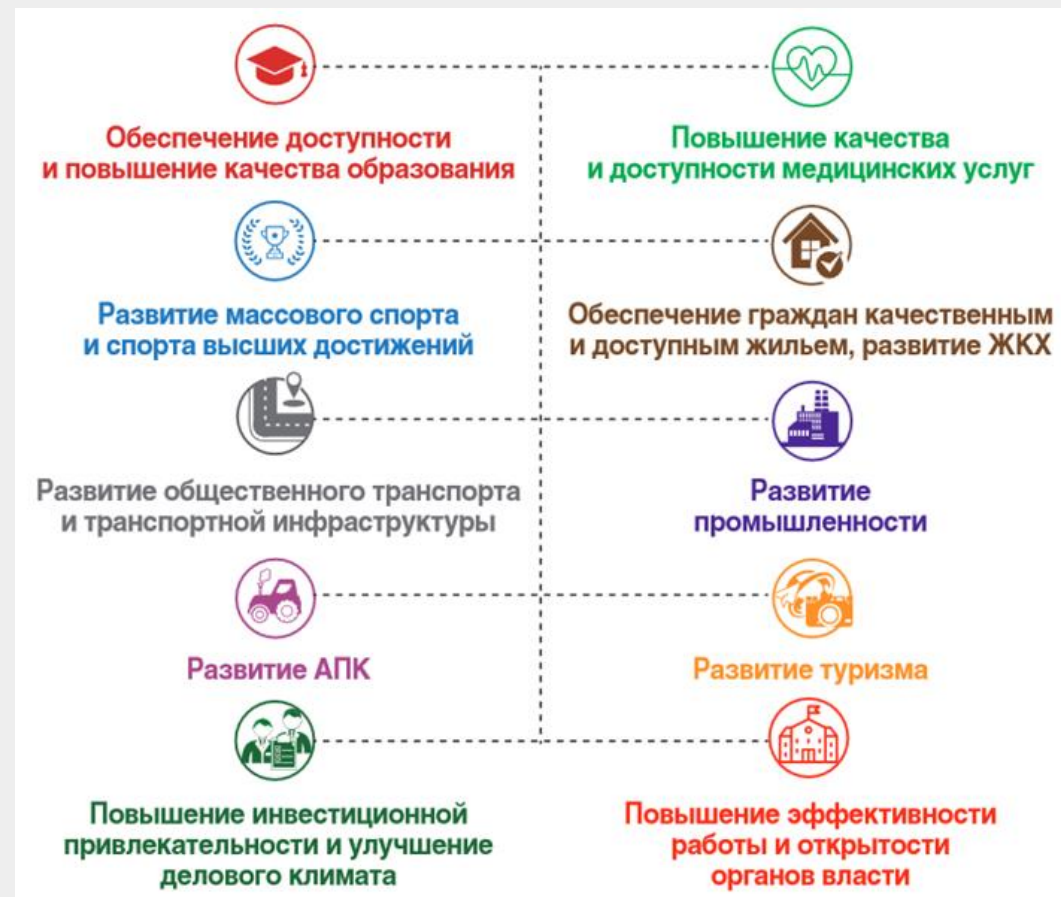 Обеспечение доступности
и повышение качества образования
Повышение качества
и доступности медицинских услуг
Развитие массового спорта
и спорта высших достижений
Обеспечение граждан качественным
и доступным жильем, развитие ЖКХ
Развитие общественного транспорта
и транспортной инфраструктуры
Развитие
промышленности
Развитие АПК
Развитие туризма
Повышение инвестиционной
привлекательности и улучшение
делового климата
Повышение эффективности
работы и открытости
органов власти